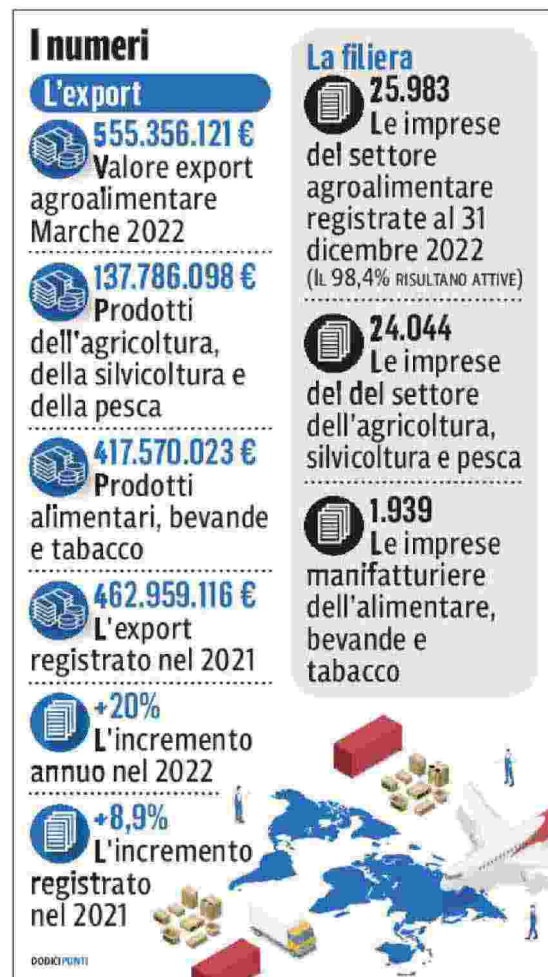 I numeri
L'export
555.356.121 €
Valore export
agroalimentare
Marche 2022
137.786.098 €
Prodotti
dell'agricoltura,
della silvicoltura e
della pesca
417.570.023 €
Prodotti
alimentari, bevande
e tabacco
462.959.116 €
L'export
registrato nel 2021
+20%
L'incremento
annuo nel 2022
+8,9%
L'incremento
registrato
nel 2021
DODICIPUNTI
La filiera
25.983
Le imprese
del settore
agroalimentare
registrate al 31
dicembre 2022
(IL 98,4% RISULTANO ATTIVE)
24.044
Le imprese
del del settore
dell'agricoltura,
silvicoltura e pesca
1.939
Le imprese
manifatturiere
dell'alimentare,
bevande e
tabacco